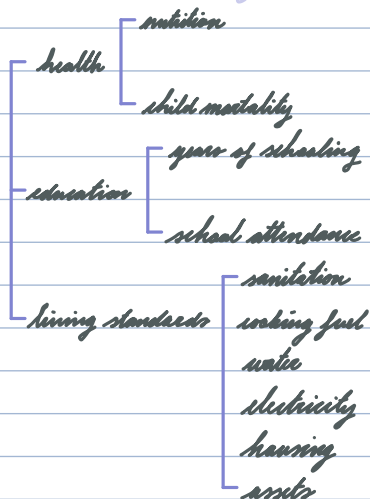 nutrition
health
child mortality
years of schooling
education
school attendance
sanitation
living standards
cooking fuel
water
electricity
housing
assets